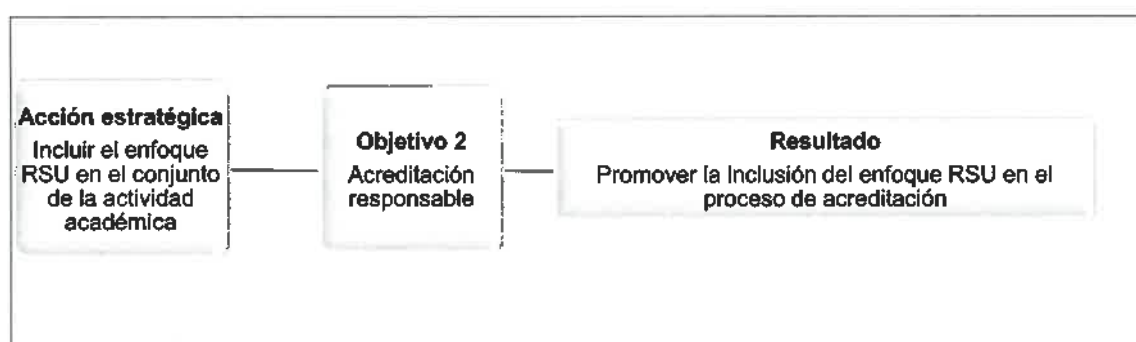 Acción estratégica
Incluir el enfoque
RSU en el conjunto
de la actividad
académica
Objetivo 2
Acreditación
responsable
Resultado
Promover la Inclusión del enfoque RSU en el
proceso de acreditación